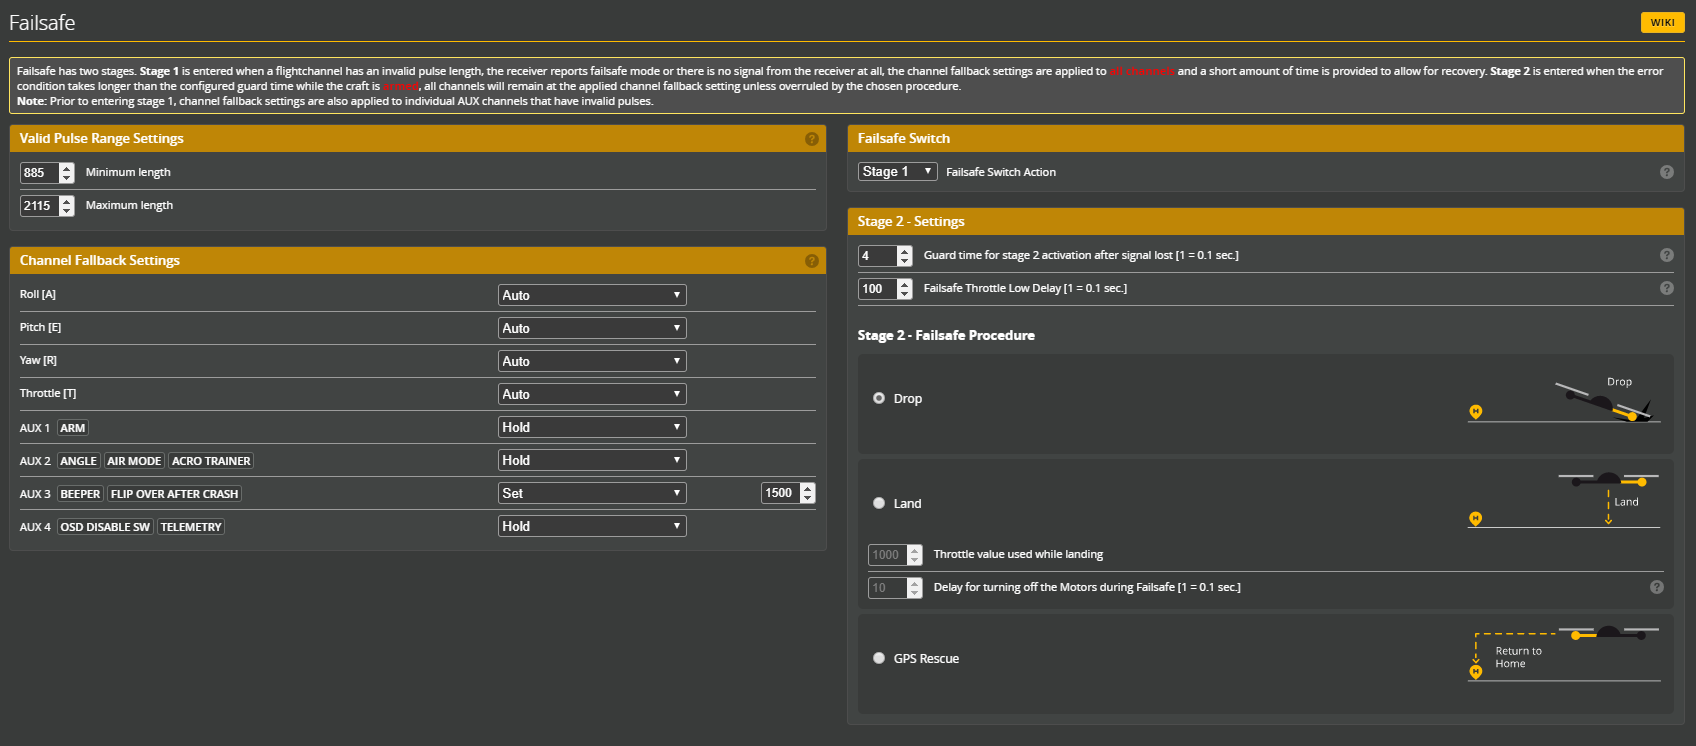 Failsafe
WIKI
Failsafe has two stages. Stage 1 is entered when a flightchannel has an invalid pulse length, the receiver reports failsafe mode or there is no signal from the receiver at all, the channel fallback settings are applied to all channels and a short amount of time is provided to allow for recovery. Stage 2 is entered when the error
condition takes longer than the configured guard time while the craft is armed, all channels will remain at the applied channel fallback setting unless overruled by the chosen procedure.
Note: Prior to entering stage 1, channel fallback settings are also applied to individual AUX channels that have invalid pulses.
Valid Pulse Range Settings
?
885 Minimum length
2115 Maximum length
Channel Fallback Settings
?
Roll [A] Auto
Pitch [E] Auto
Yaw [R] Auto
Throttle [T] Auto
AUX 1 ARM Hold
AUX 2 ANGLE AIR MODE ACRO TRAINER Hold
AUX 3 BEEPER FLIP OVER AFTER CRASH Set 1500
AUX 4 OSD DISABLE SW TELEMETRY Hold
Failsafe Switch
Stage 1 Failsafe Switch Action ?
Stage 2 - Settings
4 Guard time for stage 2 activation after signal lost [1 = 0.1 sec.] ?
100 Failsafe Throttle Low Delay [1 = 0.1 sec.] ?
Stage 2 - Failsafe Procedure
Drop
Drop
H
Land
Land
H
1000 Throttle value used while landing
10 Delay for turning off the Motors during Failsafe [1 = 0.1 sec.] ?
GPS Rescue
Return to
Home
H